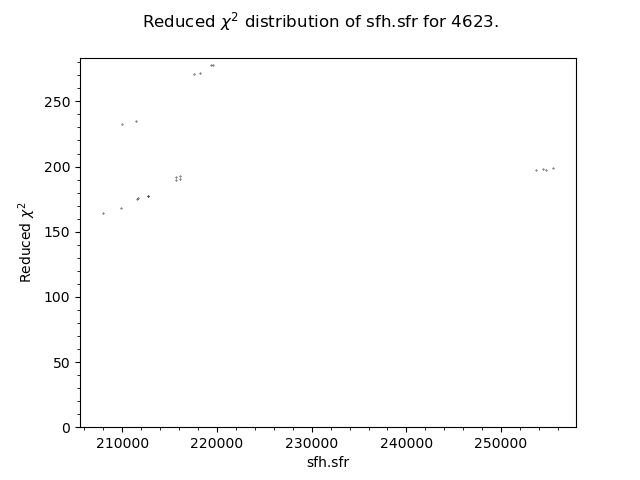 Reduced χ² distribution of sfh.sfr for 4623.
250
200
150
100
50
0
Reduced χ²
210000 220000 230000 240000 250000
sfh.sfr